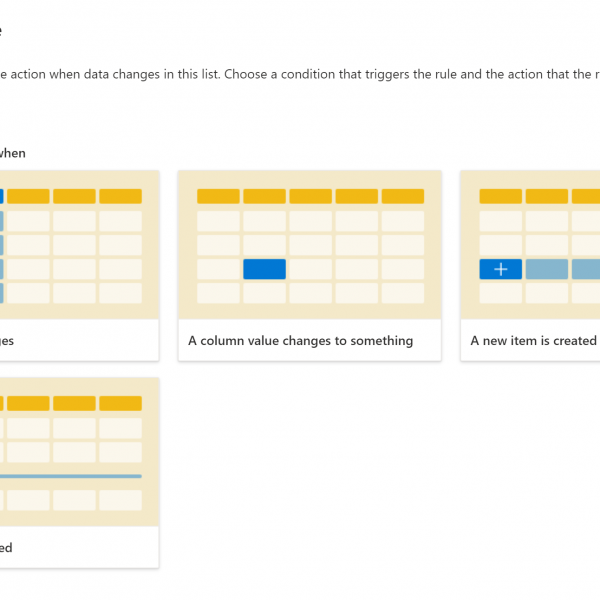 e
e action when data changes in this list. Choose a condition that triggers the rule and the action that the r
when
ges
A column value changes to something
A new item is created
ed